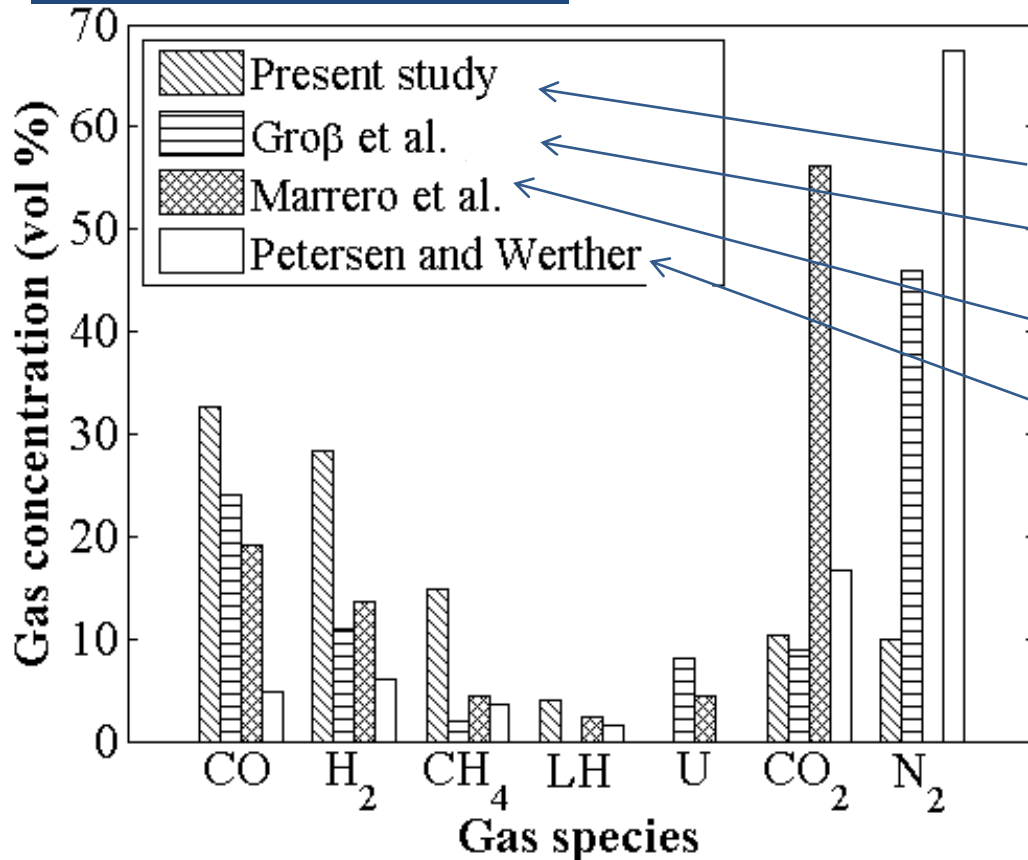 Gas concentration (vol %)
70
60
50
40
30
20
10
0
Present study
Groβ et al.
Marrero et al.
Petersen and Werther
CO H₂ CH₄ LH U CO₂ N₂
Gas species